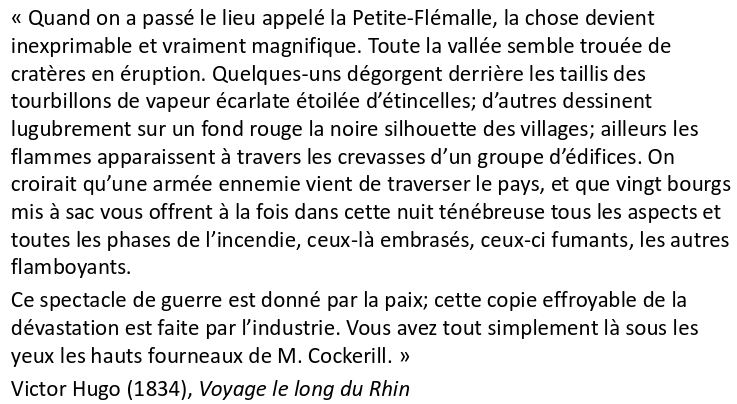 « Quand on a passé le lieu appelé la Petite-Flémalle, la chose devient
inexprimable et vraiment magnifique. Toute la vallée semble trouée de
cratères en éruption. Quelques-uns dégorgent derrière les taillis des
tourbillons de vapeur écarlate étoilée d’étincelles; d’autres dessinent
lugubrement sur un fond rouge la noire silhouette des villages; ailleurs les
flammes apparaissent à travers les crevasses d’un groupe d’édifices. On
croirait qu’une armée ennemie vient de traverser le pays, et que vingt bourgs
mis à sac vous offrent à la fois dans cette nuit ténébreuse tous les aspects et
toutes les phases de l’incendie, ceux-là embrasés, ceux-ci fumants, les autres
flamboyants.
Ce spectacle de guerre est donné par la paix; cette copie effroyable de la
dévastation est faite par l’industrie. Vous avez tout simplement là sous les
yeux les hauts fourneaux de M. Cockerill. »
Victor Hugo (1834), Voyage le long du Rhin